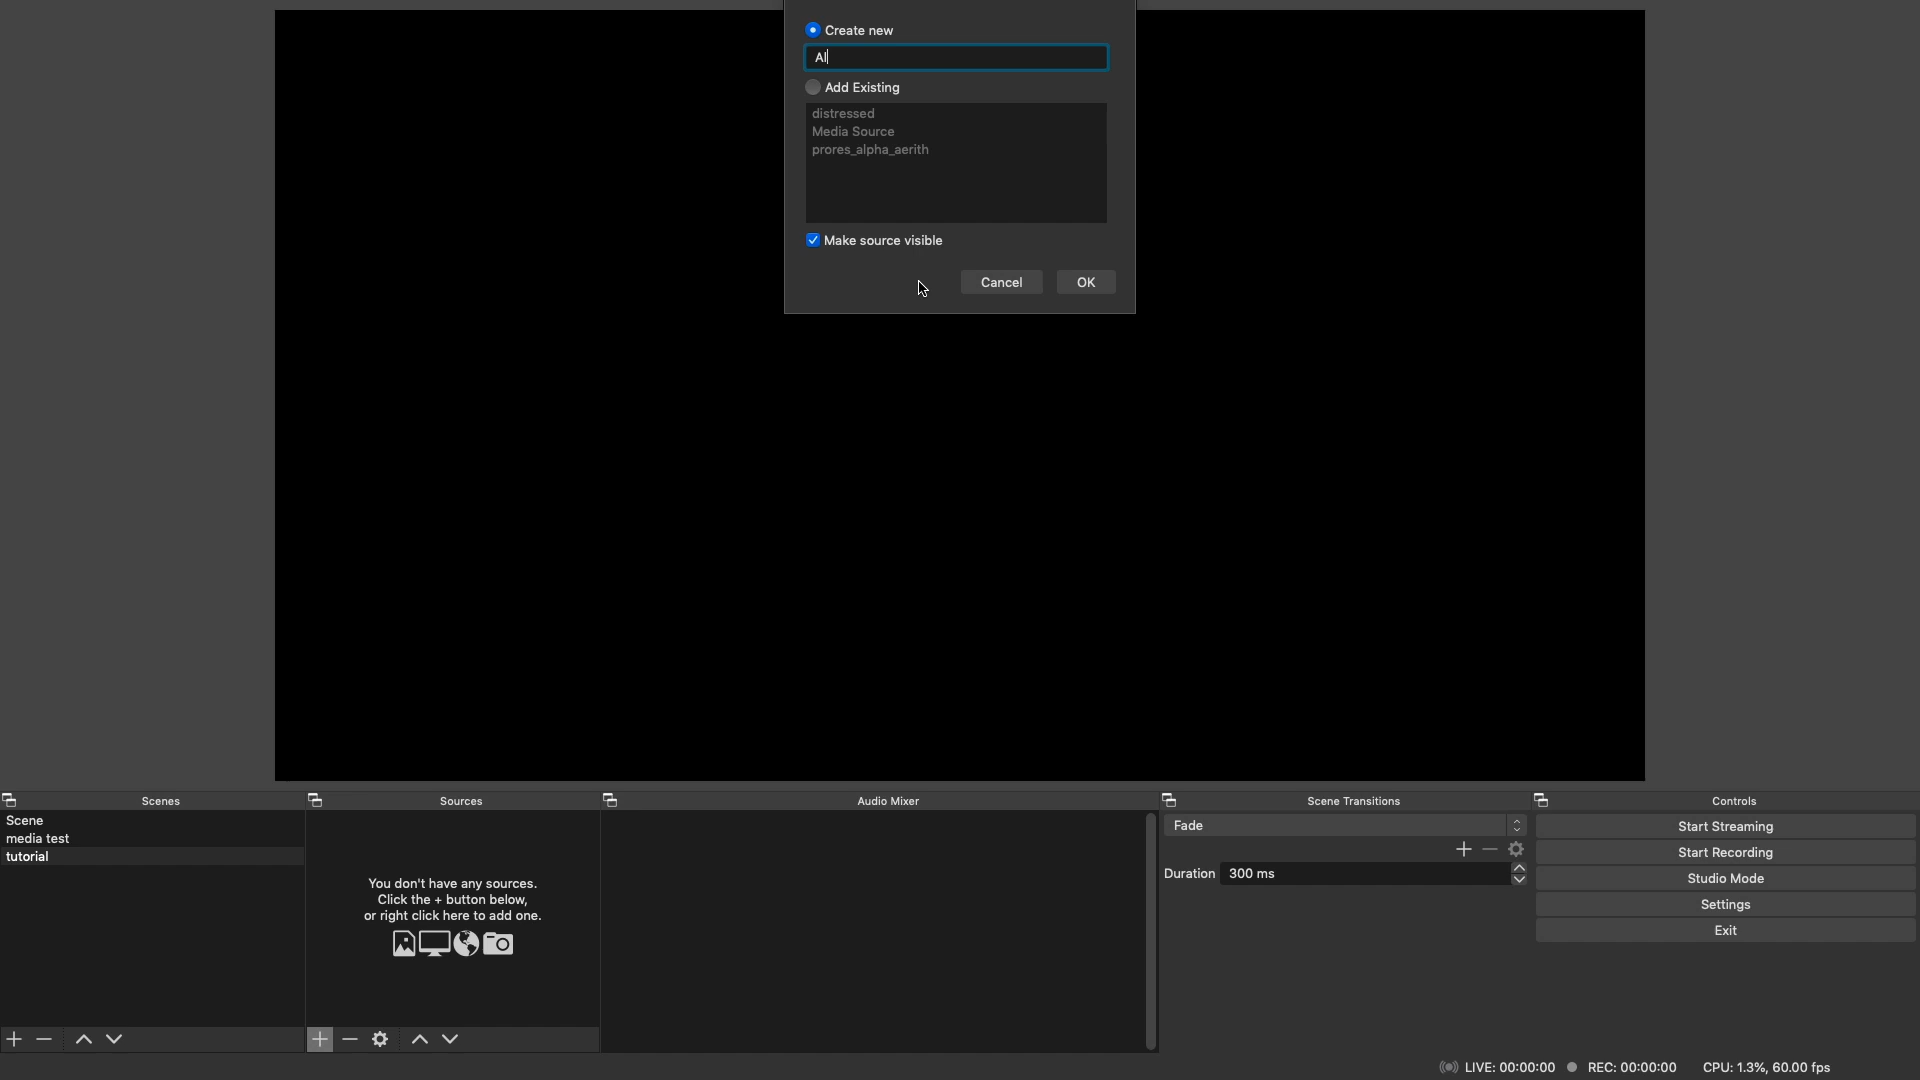 Create new
Al
Add Existing
distressed
Media Source
prores_alpha_aerith
Make source visible
Cancel
OK
Scenes
Sources
Audio Mixer
Scene Transitions
Controls
Scene
media test
tutorial
You don't have any sources.
Click the + button below,
or right click here to add one.
Fade
Duration
300 ms
Start Streaming
Start Recording
Studio Mode
Settings
Exit
LIVE: 00:00:00
REC: 00:00:00
CPU: 1.3%, 60.00 fps